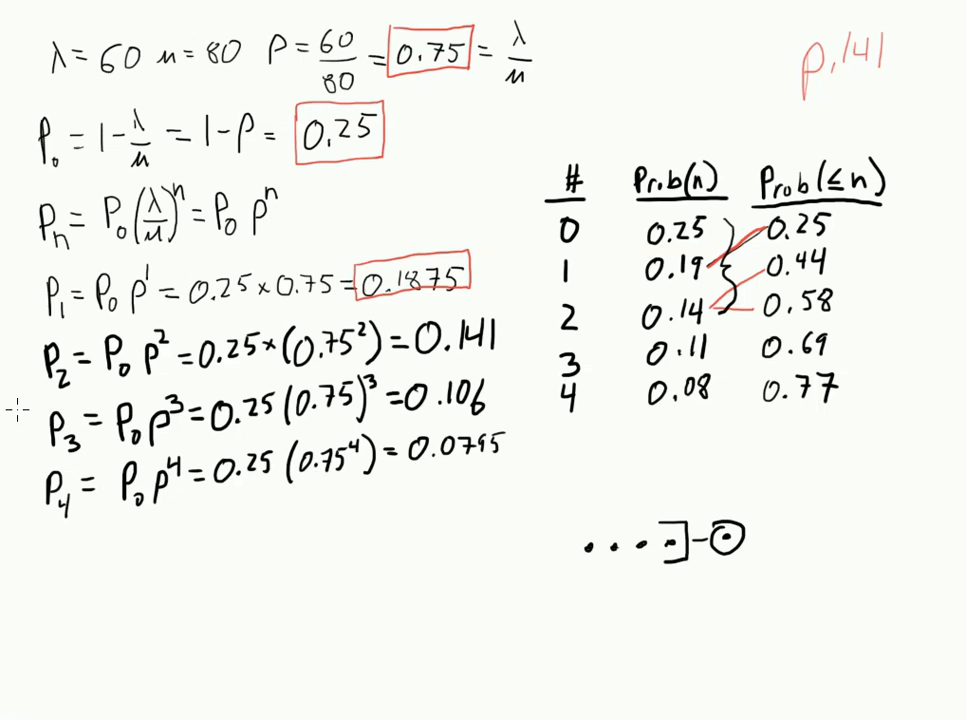 λ = 60 μ = 80 ρ = 60/80 = 0.75 = λ/μ
P₀ = 1 - λ/μ = 1 - ρ = 0.25
Pₙ = P₀(λ/μ)ⁿ = P₀ ρⁿ
P₁ = P₀ ρ¹ = 0.25 × 0.75 = 0.1875
P₂ = P₀ ρ² = 0.25 × (0.75²) = 0.141
P₃ = P₀ ρ³ = 0.25 (0.75)³ = 0.106
P₄ = P₀ ρ⁴ = 0.25 (0.75⁴) = 0.0795
ρ.141
# Prob(n) Prob(≤n)
0 0.25 0.25
1 0.19 0.44
2 0.14 0.58
3 0.11 0.69
4 0.08 0.77